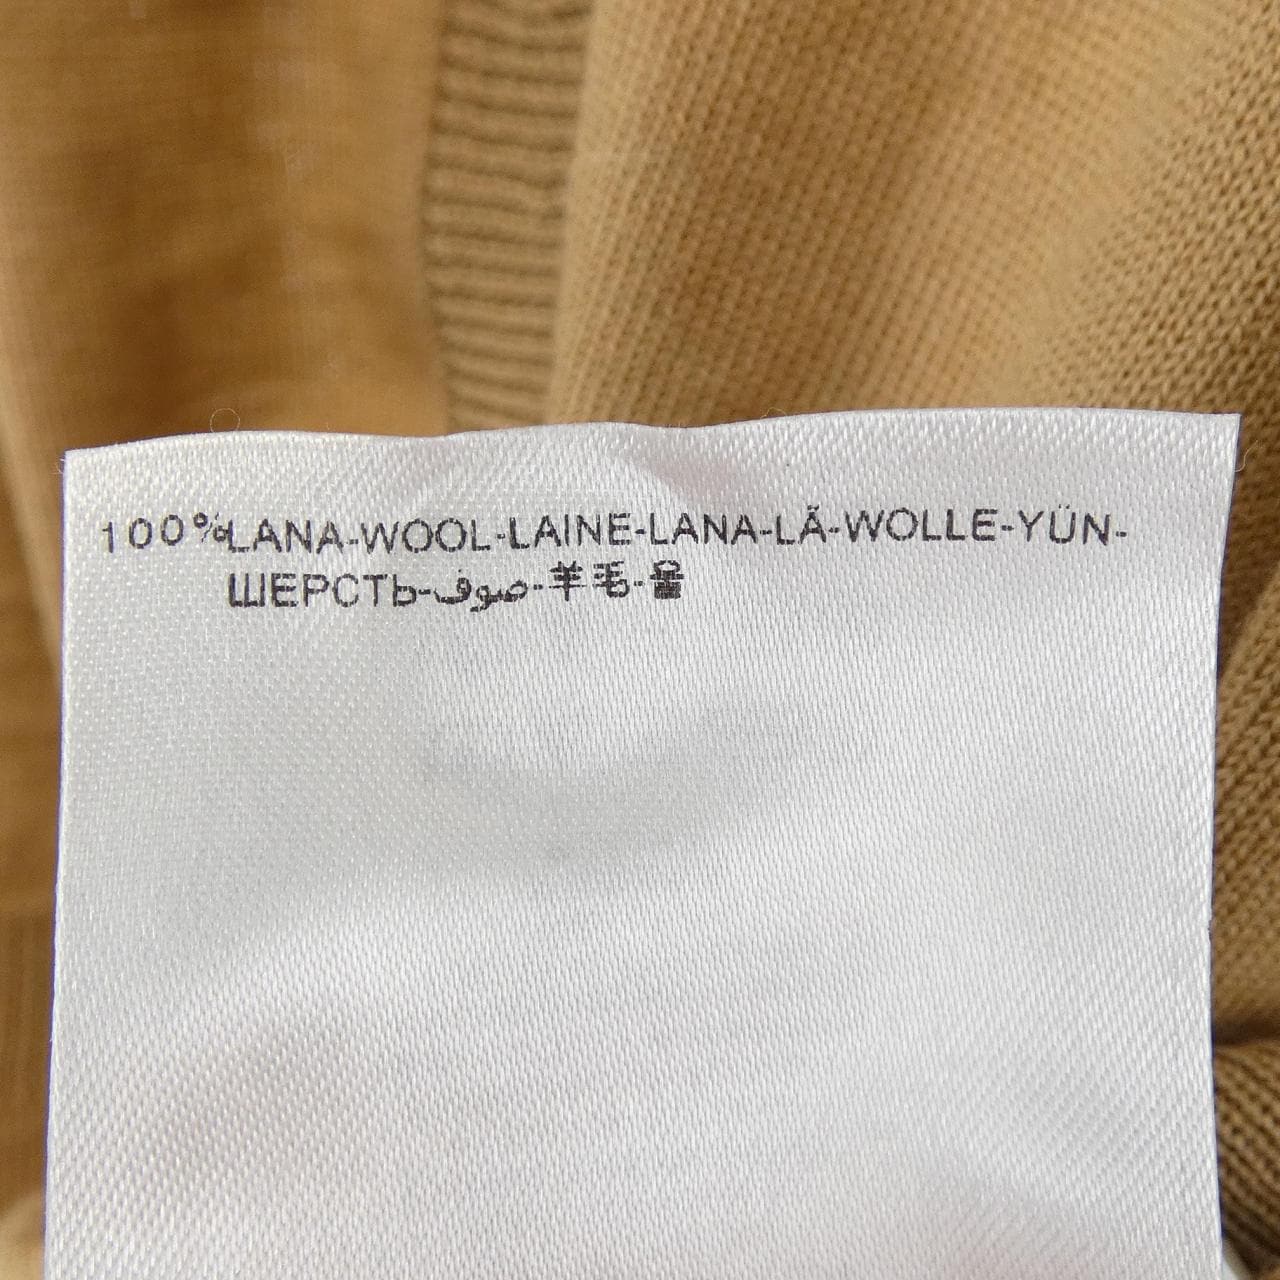 100%LANA-WOOL-LAINE-LANA-LÃ-WOLLE-YÜN-
ШЕРСТЬ-صوف-羊毛-울